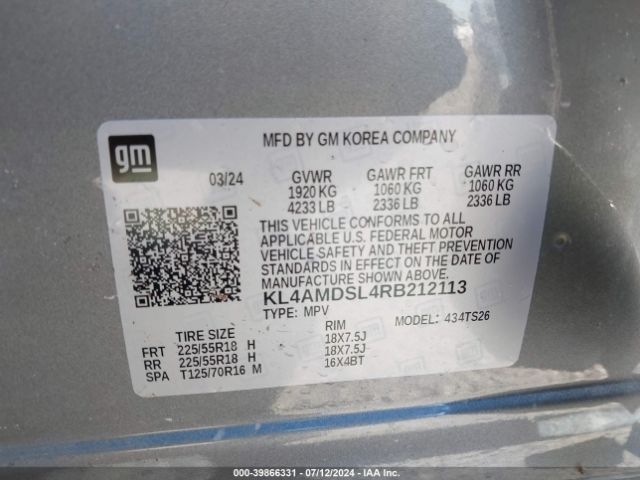 gm
MFD BY GM KOREA COMPANY
03/24 GVWR GAWR FRT GAWR RR
1920 KG 1060 KG 1060 KG
4233 LB 2336 LB 2336 LB
THIS VEHICLE CONFORMS TO ALL
APPLICABLE U.S. FEDERAL MOTOR
VEHICLE SAFETY AND THEFT PREVENTION
STANDARDS IN EFFECT ON THE DATE OF
MANUFACTURE SHOWN ABOVE.
KL4AMDSL4RB212113
TYPE: MPV MODEL: 434TS26
TIRE SIZE RIM
FRT 225/55R18 H 18X7.5J
RR 225/55R18 H 18X7.5J
SPA T125/70R16 M 16X4BT
000-39866331 - 07/12/2024 - IAA Inc.